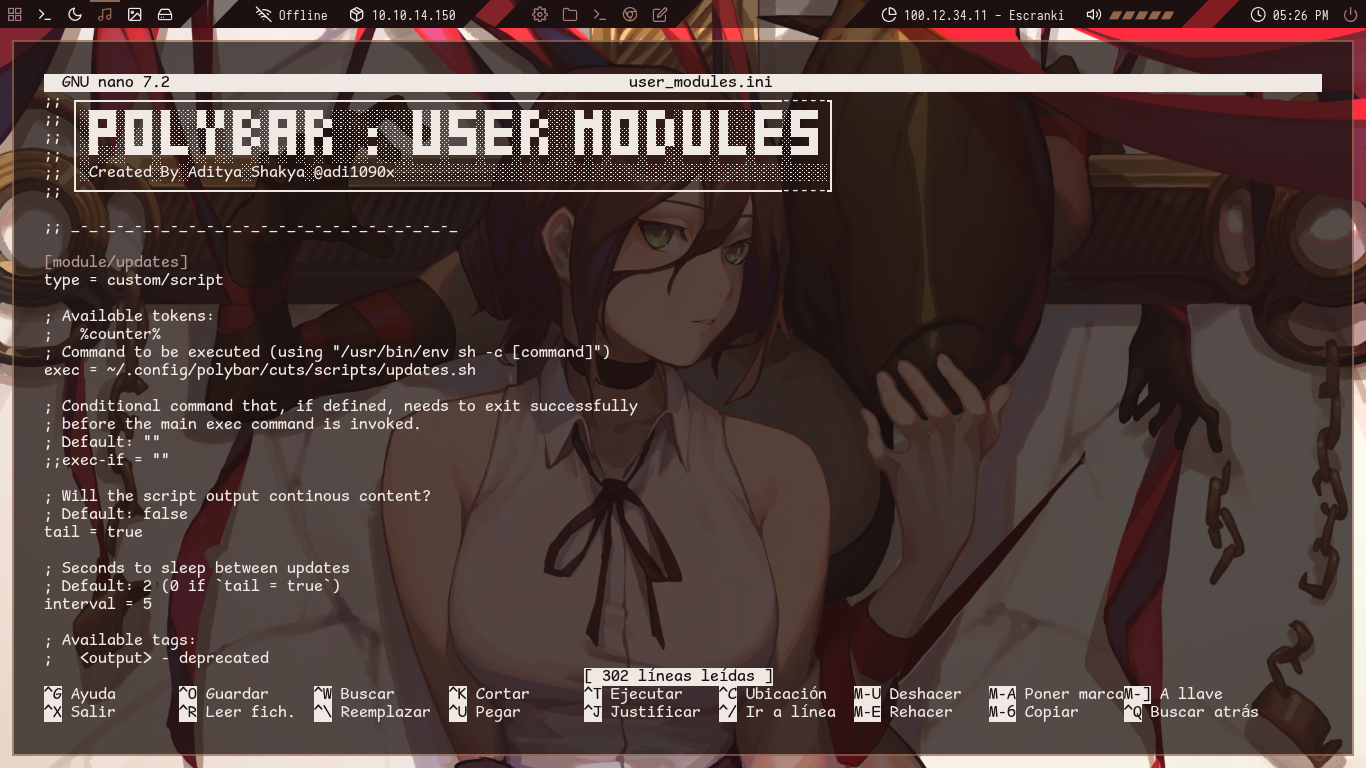 Offline 10.10.14.150 100.12.34.11 - Escranki 05:26 PM
GNU nano 7.2 user_modules.ini
;; POLYBAR : USER MODULES
;;
;;
;;
;; Created By Aditya Shakya @adi1090x
;;
;; _-_-_-_-_-_-_-_-_-_-_-_-_-_-_-_-_-_-_-_-_-_
[module/updates]
type = custom/script
; Available tokens:
;   %counter%
; Command to be executed (using "/usr/bin/env sh -c [command]")
exec = ~/.config/polybar/cuts/scripts/updates.sh
; Conditional command that, if defined, needs to exit successfully
; before the main exec command is invoked.
; Default: ""
;;exec-if = ""
; Will the script output continous content?
; Default: false
tail = true
; Seconds to sleep between updates
; Default: 2 (0 if `tail = true`)
interval = 5
; Available tags:
;   <output> - deprecated
[ 302 líneas leídas ]
^G Ayuda ^O Guardar ^W Buscar ^K Cortar ^T Ejecutar ^C Ubicación M-U Deshacer M-A Poner marca M-] A llave
^X Salir ^R Leer fich. ^\ Reemplazar ^U Pegar ^J Justificar ^/ Ir a línea M-E Rehacer M-6 Copiar ^Q Buscar atrás